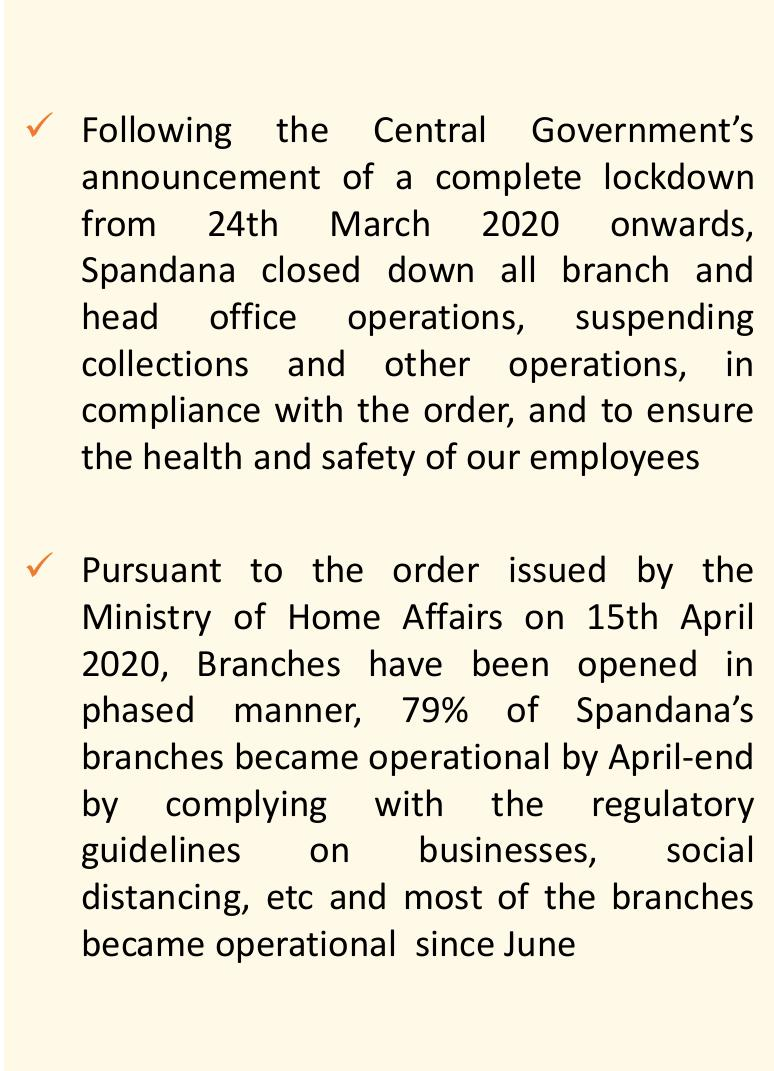 ✓ Following the Central Government’s
announcement of a complete lockdown
from 24th March 2020 onwards,
Spandana closed down all branch and
head office operations, suspending
collections and other operations, in
compliance with the order, and to ensure
the health and safety of our employees
✓ Pursuant to the order issued by the
Ministry of Home Affairs on 15th April
2020, Branches have been opened in
phased manner, 79% of Spandana’s
branches became operational by April-end
by complying with the regulatory
guidelines on businesses, social
distancing, etc and most of the branches
became operational  since June